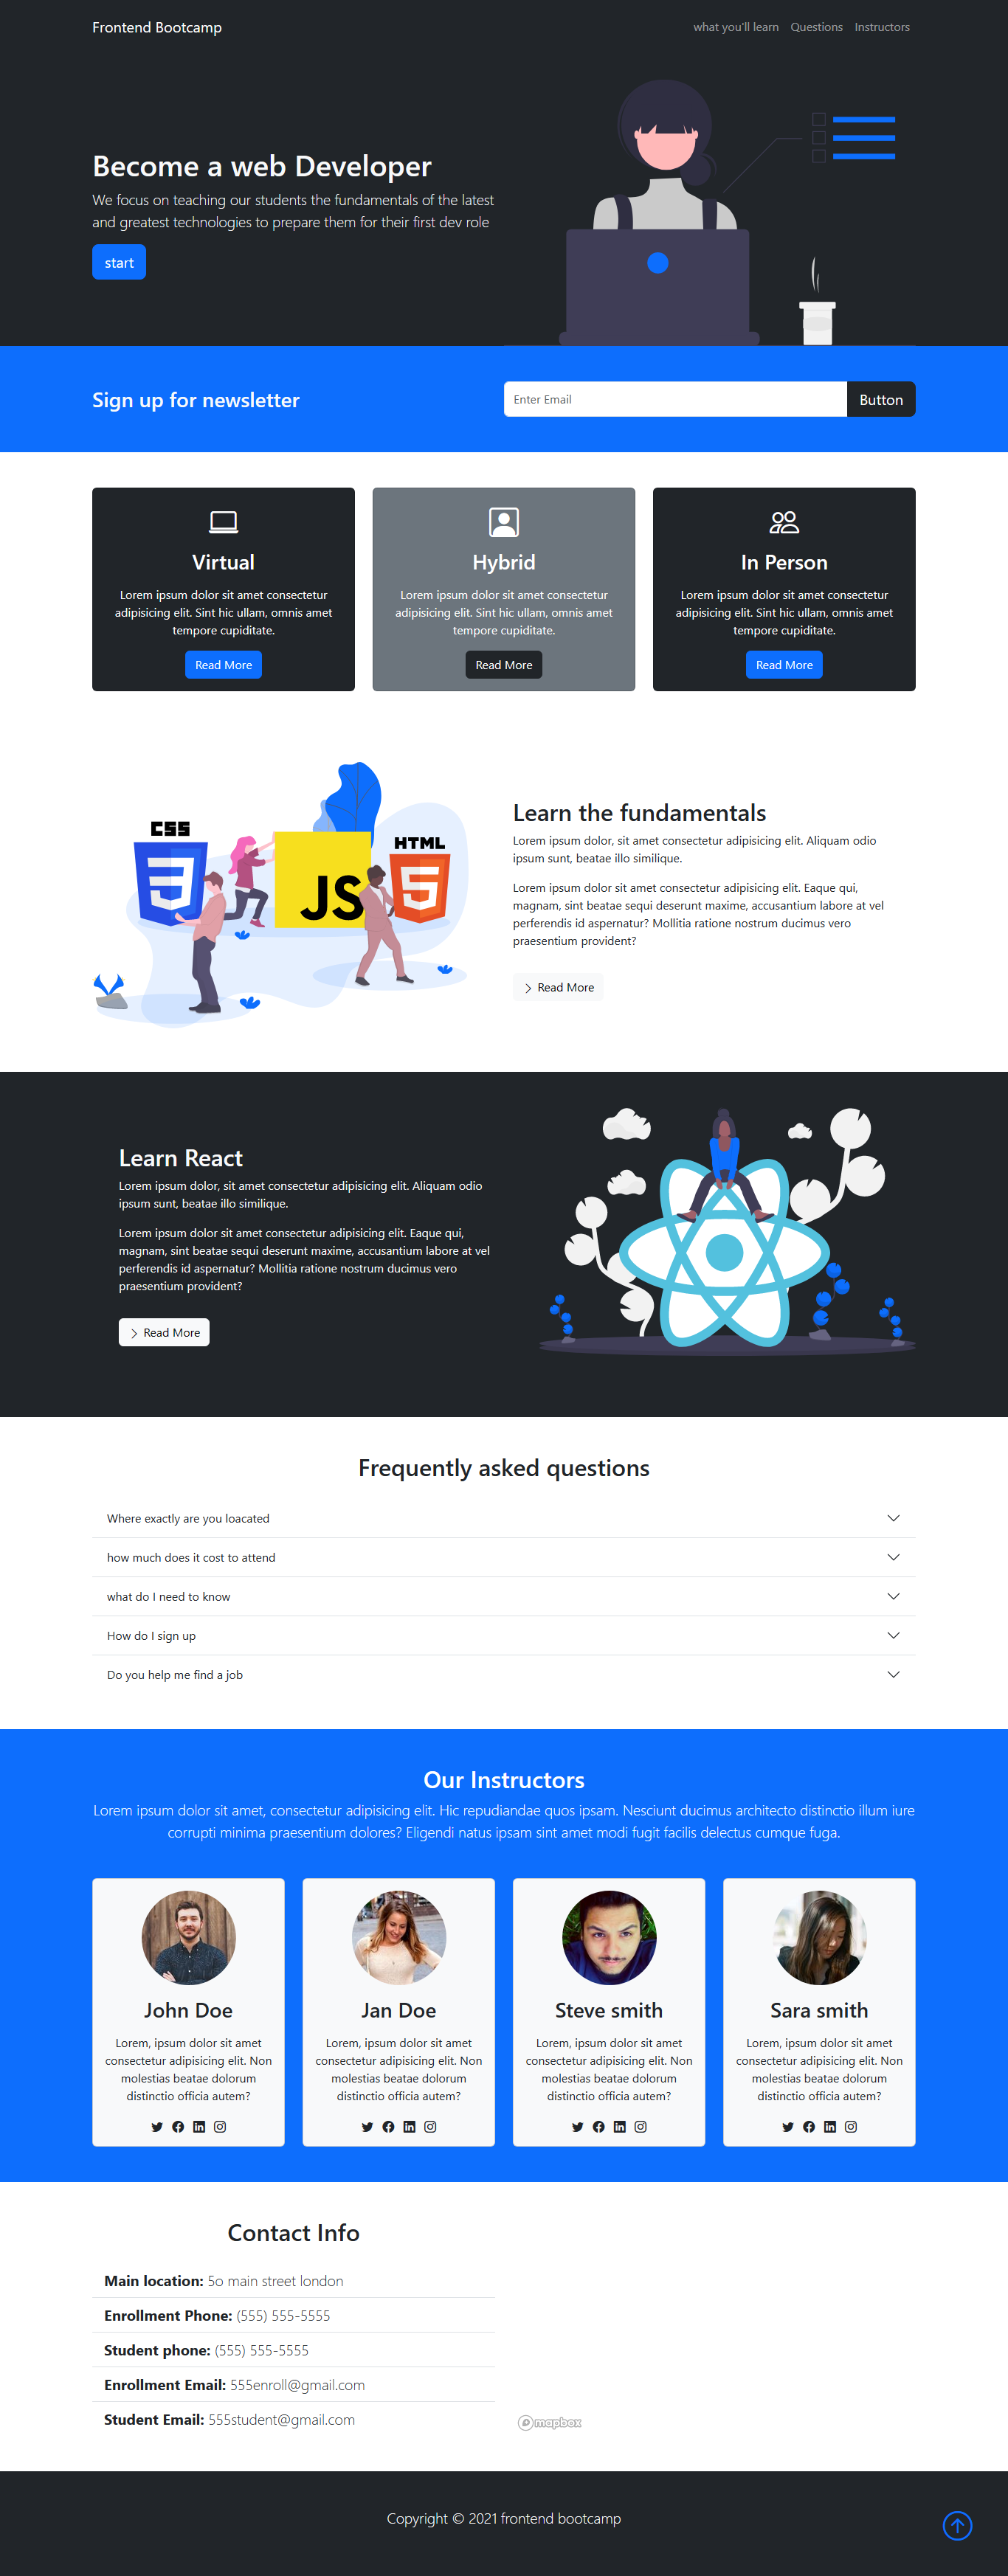 Frontend Bootcamp
what you'll learn Questions Instructors
Become a web Developer
We focus on teaching our students the fundamentals of the latest
and greatest technologies to prepare them for their first dev role
start
Sign up for newsletter
Enter Email
Button
Virtual
Lorem ipsum dolor sit amet consectetur
adipisicing elit. Sint hic ullam, omnis amet
tempore cupiditate.
Read More
Hybrid
Lorem ipsum dolor sit amet consectetur
adipisicing elit. Sint hic ullam, omnis amet
tempore cupiditate.
Read More
In Person
Lorem ipsum dolor sit amet consectetur
adipisicing elit. Sint hic ullam, omnis amet
tempore cupiditate.
Read More
CSS
3
JS
HTML
5
Learn the fundamentals
Lorem ipsum dolor, sit amet consectetur adipisicing elit. Aliquam odio
ipsum sunt, beatae illo similique.
Lorem ipsum dolor sit amet consectetur adipisicing elit. Eaque qui,
magnam, sint beatae sequi deserunt maxime, accusantium labore at vel
perferendis id aspernatur? Mollitia ratione nostrum ducimus vero
praesentium provident?
Read More
Learn React
Lorem ipsum dolor, sit amet consectetur adipisicing elit. Aliquam odio
ipsum sunt, beatae illo similique.
Lorem ipsum dolor sit amet consectetur adipisicing elit. Eaque qui,
magnam, sint beatae sequi deserunt maxime, accusantium labore at vel
perferendis id aspernatur? Mollitia ratione nostrum ducimus vero
praesentium provident?
Read More
Frequently asked questions
Where exactly are you loacated
how much does it cost to attend
what do I need to know
How do I sign up
Do you help me find a job
Our Instructors
Lorem ipsum dolor sit amet, consectetur adipisicing elit. Hic repudiandae quos ipsam. Nesciunt ducimus architecto distinctio illum iure
corrupti minima praesentium dolores? Eligendi natus ipsam sint amet modi fugit facilis delectus cumque fuga.
John Doe
Lorem, ipsum dolor sit amet
consectetur adipisicing elit. Non
molestias beatae dolorum
distinctio officia autem?
Jan Doe
Lorem, ipsum dolor sit amet
consectetur adipisicing elit. Non
molestias beatae dolorum
distinctio officia autem?
Steve smith
Lorem, ipsum dolor sit amet
consectetur adipisicing elit. Non
molestias beatae dolorum
distinctio officia autem?
Sara smith
Lorem, ipsum dolor sit amet
consectetur adipisicing elit. Non
molestias beatae dolorum
distinctio officia autem?
Contact Info
Main location: 5o main street london
Enrollment Phone: (555) 555-5555
Student phone: (555) 555-5555
Enrollment Email: 555enroll@gmail.com
Student Email: 555student@gmail.com
mapbox
Copyright © 2021 frontend bootcamp